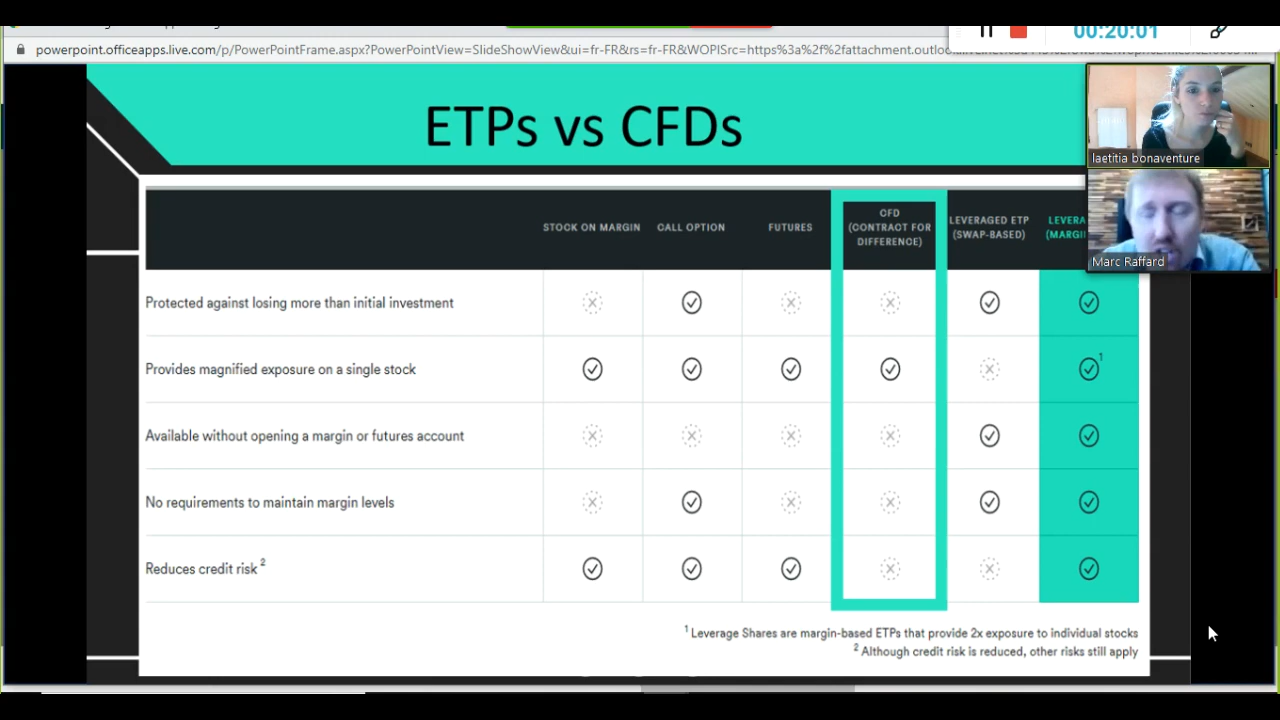 00:20:01
powerpoint.officeapps.live.com/p/PowerPointFrame.aspx?PowerPointView=SlideShowView&ui=fr-FR&rs=fr-FR&WOPISrc=https%3a%2f%2fattachment.outloo
ETPs vs CFDs
laetitia bonaventure
Marc Raffard
STOCK ON MARGIN CALL OPTION FUTURES CFD (CONTRACT FOR DIFFERENCE) LEVERAGED ETP (SWAP-BASED)
Protected against losing more than initial investment
Provides magnified exposure on a single stock 1
Available without opening a margin or futures account
No requirements to maintain margin levels
Reduces credit risk 2
1 Leverage Shares are margin-based ETPs that provide 2x exposure to individual stocks
2 Although credit risk is reduced, other risks still apply